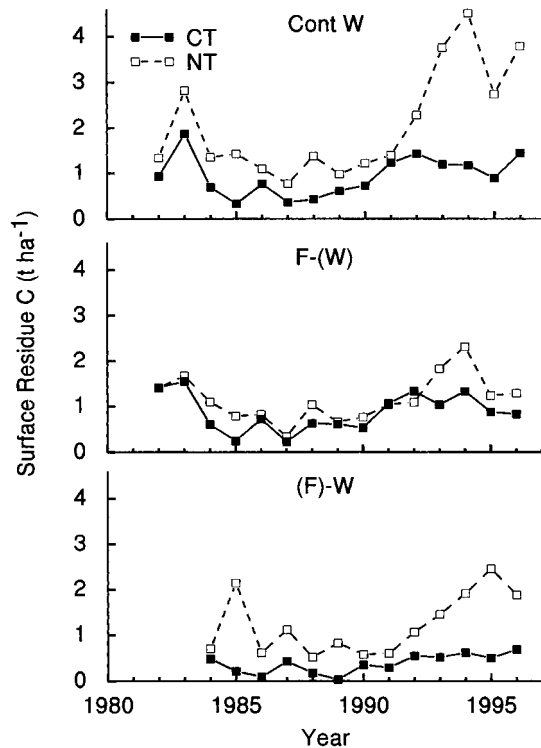 Cont W
CT
NT
4
3
2
1
0
F-(W)
4
3
2
1
0
(F)-W
4
3
2
1
0
1980 1985 1990 1995
Year
Surface Residue C (t ha⁻¹)